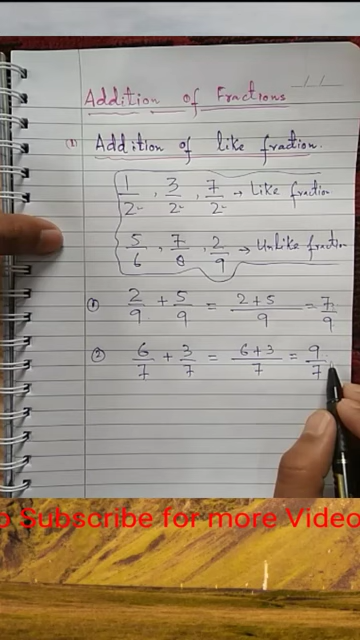 Addition of Fractions
(1) Addition of like fraction.
1/2, 3/2, 7/2 → Like fraction
5/6, 7/8, 2/9 → Unlike fraction
① 2/9 + 5/9 = 2+5/9 = 7/9
② 6/7 + 3/7 = 6+3/7 = 9/7
o Subscribe for more Video